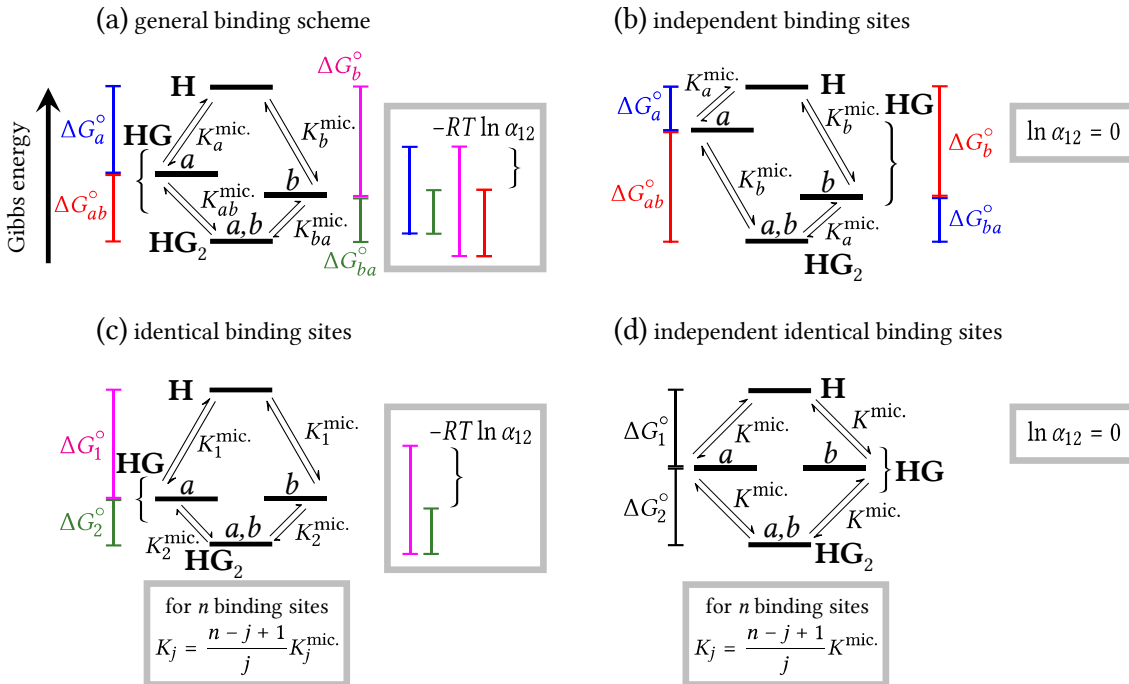 (a) general binding scheme
Gibbs energy
ΔG°a
ΔG°ab
H
HG
a
b
a,b
HG₂
K_a^mic.
K_b^mic.
K_ab^mic.
K_ba^mic.
ΔG°b
ΔG°ba
-RT ln α₁₂
(b) independent binding sites
ΔG°a
ΔG°ab
K_a^mic.
H
HG
a
K_b^mic.
K_b^mic.
b
a,b
K_a^mic.
HG₂
ΔG°b
ΔG°ba
ln α₁₂ = 0
(c) identical binding sites
ΔG°1
ΔG°2
H
HG
K_1^mic.
K_1^mic.
a
b
a,b
K_2^mic.
K_2^mic.
HG₂
-RT ln α₁₂
for n binding sites
K_j = (n − j + 1)/j K_j^mic.
(d) independent identical binding sites
ΔG°1
ΔG°2
H
K^mic.
K^mic.
a
b
HG
K^mic.
K^mic.
a,b
HG₂
ln α₁₂ = 0
for n binding sites
K_j = (n − j + 1)/j K^mic.